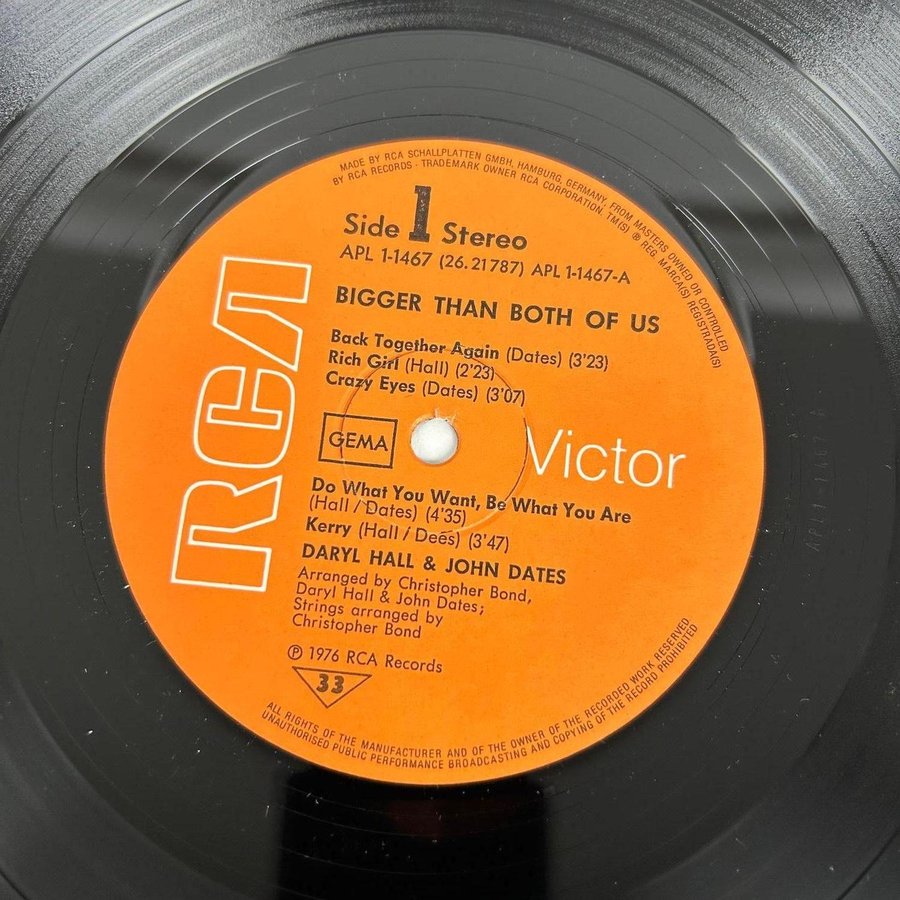 MADE BY RCA SCHALLPLATTEN GMBH, HAMBURG, GERMANY, FROM MASTERS OWNED OR CONTROLLED
BY RCA RECORDS · TRADEMARK OWNER RCA CORPORATION. TM(S) ® REG. MARCA(S) REGISTRADA(S)
Side 1 Stereo
APL 1-1467 (26.21787) APL 1-1467-A
BIGGER THAN BOTH OF US
Back Together Again (Dates) (3'23)
Rich Girl (Hall) (2'23)
Crazy Eyes (Dates) (3'07)
RCA
GEMA
Victor
Do What You Want, Be What You Are
(Hall / Dates) (4'35)
Kerry (Hall / Dees) (3'47)
DARYL HALL & JOHN DATES
Arranged by Christopher Bond,
Daryl Hall & John Dates;
Strings arranged by
Christopher Bond
℗ 1976 RCA Records
33
ALL RIGHTS OF THE MANUFACTURER AND OF THE OWNER OF THE RECORDED WORK RESERVED
UNAUTHORISED PUBLIC PERFORMANCE BROADCASTING AND COPYING OF THE RECORD PROHIBITED